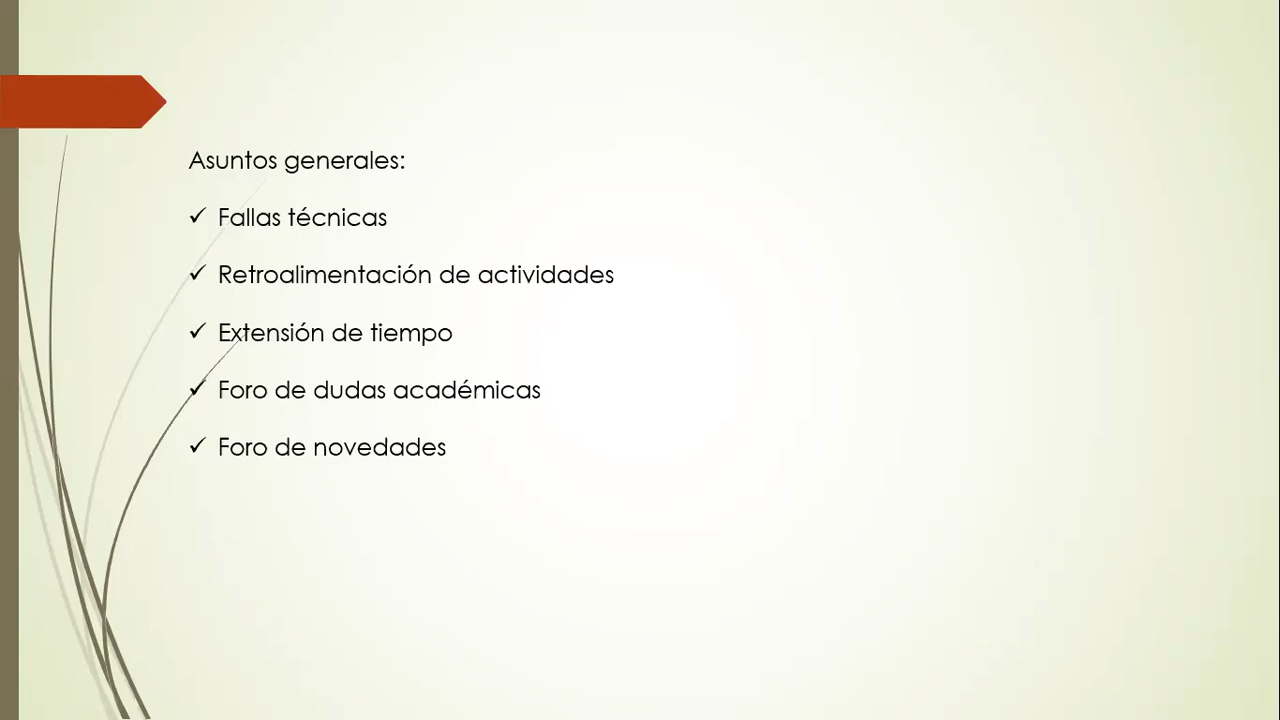 Asuntos generales:
✓ Fallas técnicas
✓ Retroalimentación de actividades
✓ Extensión de tiempo
✓ Foro de dudas académicas
✓ Foro de novedades